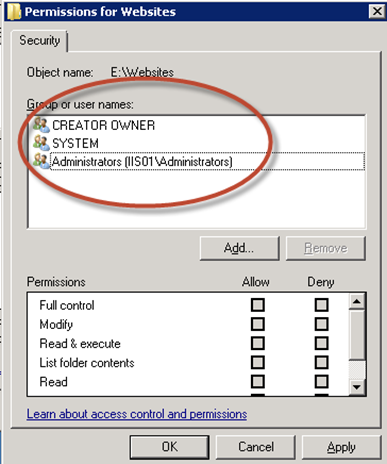 Permissions for Websites
Security
Object name: E:\Websites
Group or user names:
CREATOR OWNER
SYSTEM
Administrators (IIS01\Administrators)
Add... Remove
Permissions Allow Deny
Full control
Modify
Read & execute
List folder contents
Read
Learn about access control and permissions
OK Cancel Apply